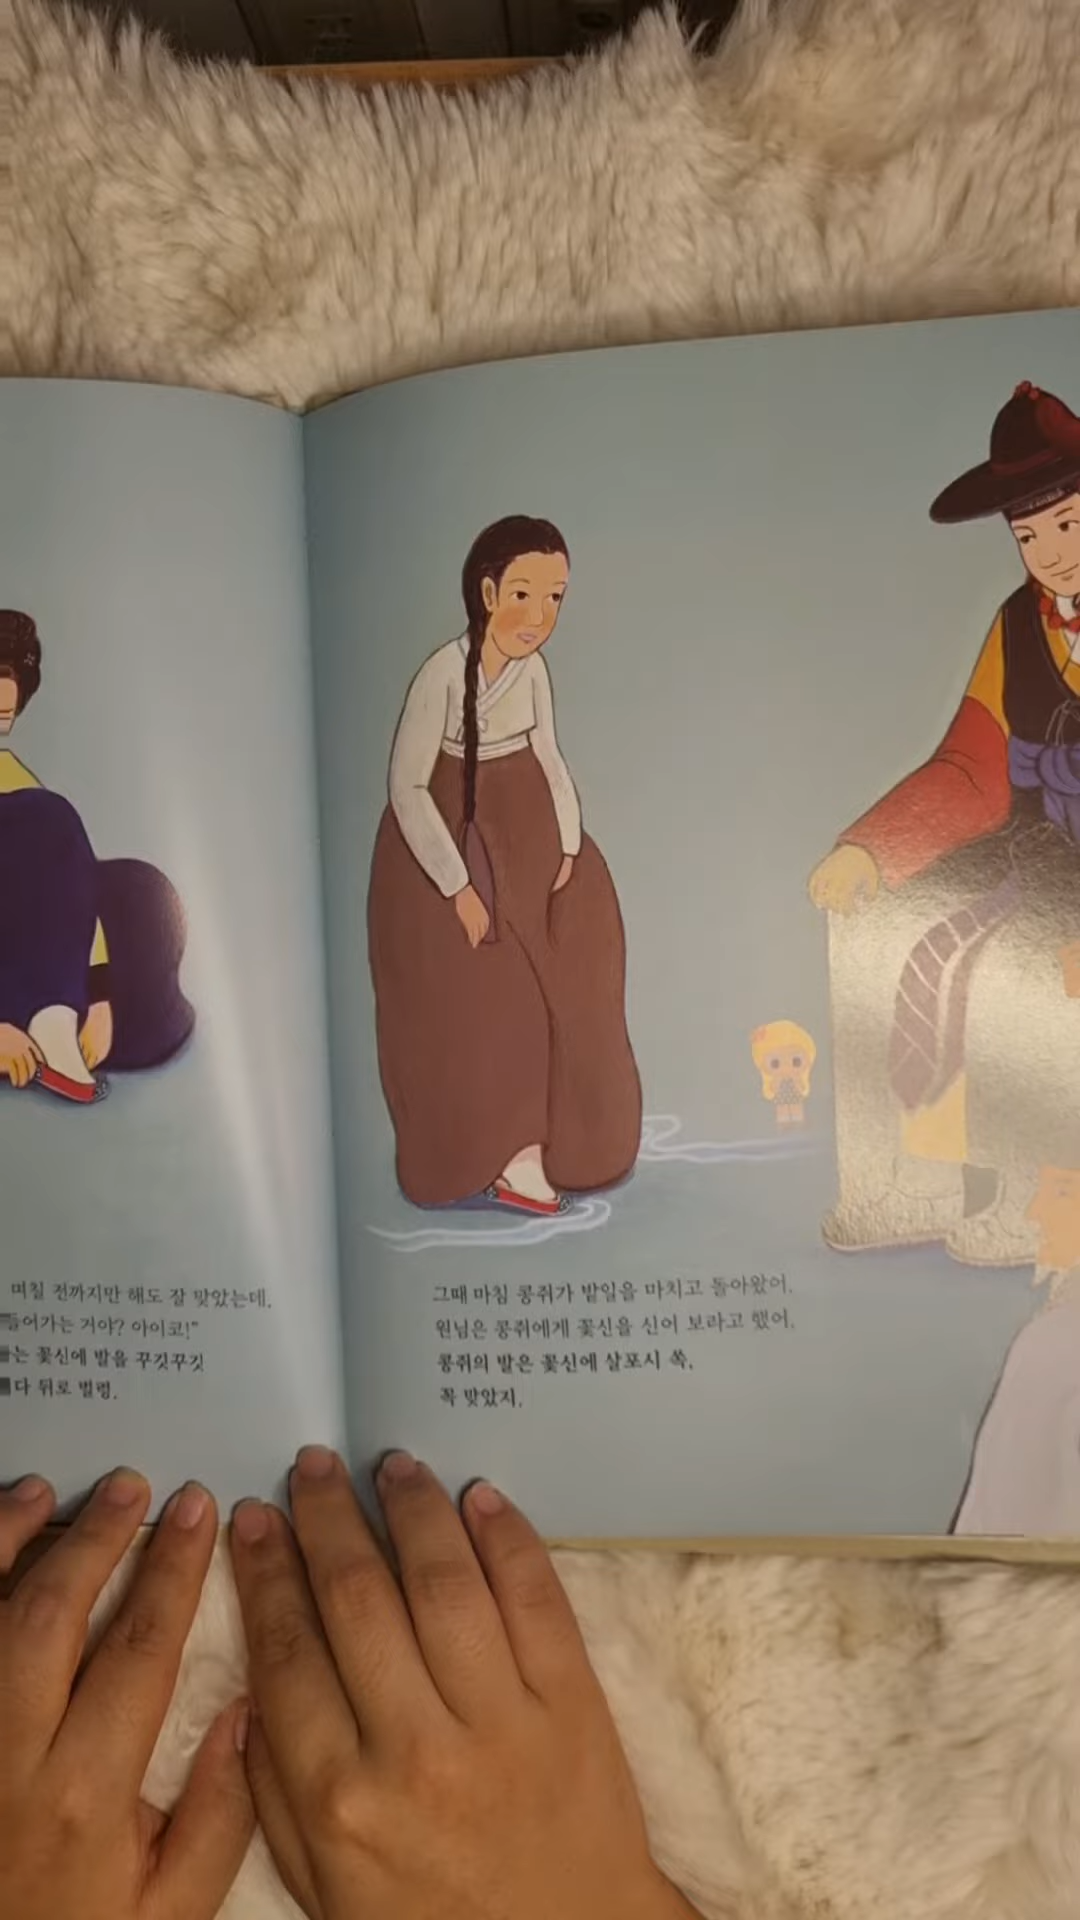 며칠 전까지만 해도 잘 맞았는데.
들어가는 거야? 아이코!"
는 꽃신에 발을 꾸깃꾸깃
다 뒤로 벌렁.
그때 마침 콩쥐가 밭일을 마치고 돌아왔어.
원님은 콩쥐에게 꽃신을 신어 보라고 했어.
콩쥐의 발은 꽃신에 살포시 쏙.
꼭 맞았지.